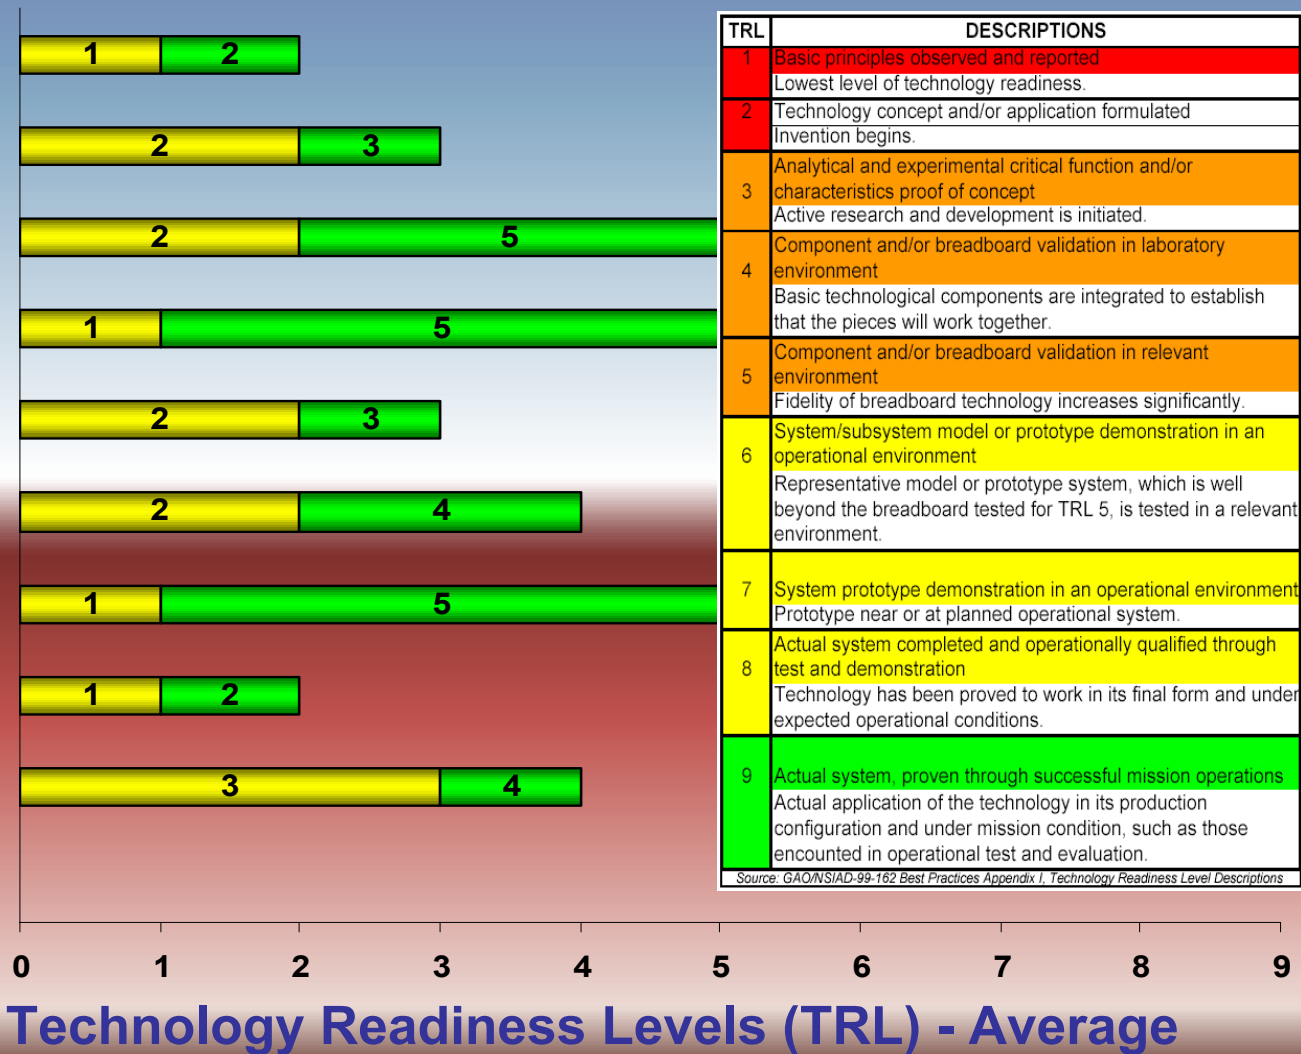 1 2
2 3
2 5
1 5
2 3
2 4
1 5
1 2
3 4
TRL DESCRIPTIONS
1 Basic principles observed and reported
Lowest level of technology readiness.
2 Technology concept and/or application formulated
Invention begins.
Analytical and experimental critical function and/or
3 characteristics proof of concept
Active research and development is initiated.
Component and/or breadboard validation in laboratory
4 environment
Basic technological components are integrated to establish
that the pieces will work together.
Component and/or breadboard validation in relevant
5 environment
Fidelity of breadboard technology increases significantly.
System/subsystem model or prototype demonstration in an
6 operational environment
Representative model or prototype system, which is well
beyond the breadboard tested for TRL 5, is tested in a relevant
environment.
7 System prototype demonstration in an operational environment
Prototype near or at planned operational system.
Actual system completed and operationally qualified through
8 test and demonstration
Technology has been proved to work in its final form and under
expected operational conditions.
9 Actual system, proven through successful mission operations
Actual application of the technology in its production
configuration and under mission condition, such as those
encounted in operational test and evaluation.
Source: GAO/NSIAD-99-162 Best Practices Appendix I, Technology Readiness Level Descriptions
0 1 2 3 4 5 6 7 8 9
Technology Readiness Levels (TRL) - Average